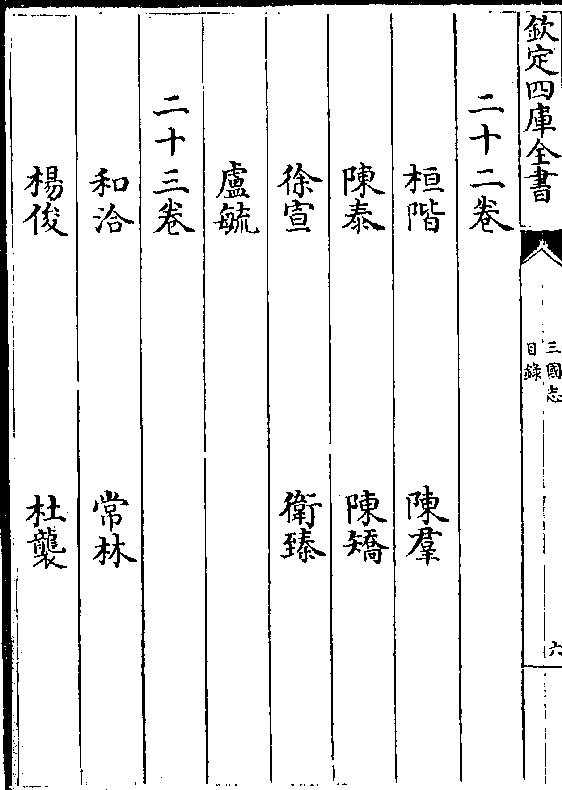 欽定四庫全書
三國志
目錄
六
二十二卷
桓階 陳羣
陳泰 陳矯
徐宣 衛臻
盧毓
二十三卷
和洽 常林
楊俊 杜襲